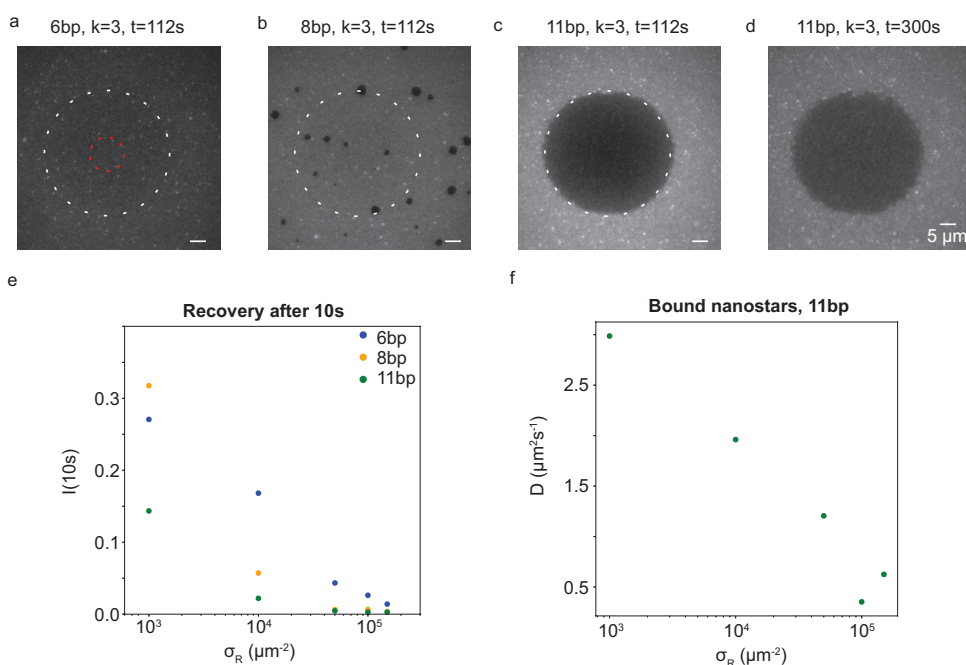 a
6bp, k=3, t=112s
b
8bp, k=3, t=112s
c
11bp, k=3, t=112s
d
11bp, k=3, t=300s
5 µm
e
Recovery after 10s
6bp
8bp
11bp
I(10s)
0.3
0.2
0.1
0.0
10³
10⁴
10⁵
σR (µm⁻²)
f
Bound nanostars, 11bp
D (µm²s⁻¹)
2.5
1.5
0.5
10³
10⁴
10⁵
σR (µm⁻²)